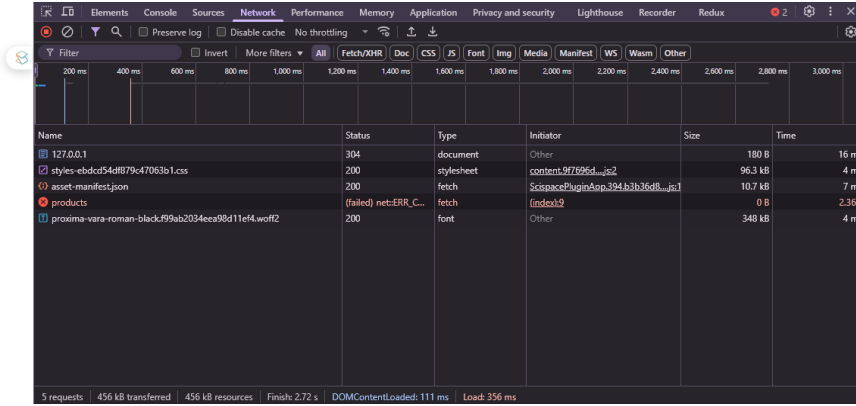 Elements Console Sources Network Performance Memory Application Privacy and security Lighthouse Recorder Redux 2
Preserve log Disable cache No throttling
Filter Invert More filters All Fetch/XHR Doc CSS JS Font Img Media Manifest WS Wasm Other
200 ms 400 ms 600 ms 800 ms 1,000 ms 1,200 ms 1,400 ms 1,600 ms 1,800 ms 2,000 ms 2,200 ms 2,400 ms 2,600 ms 2,800 ms 3,000 ms
Name Status Type Initiator Size Time
127.0.0.1 304 document Other 180 B 16 m
styles-ebdcd54df879c47063b1.css 200 stylesheet content.9f7696d....js:2 96.3 kB 4 m
asset-manifest.json 200 fetch ScispacePluginApp.394.b3b36d8....js:1 10.7 kB 7 m
products (failed) net::ERR_C... fetch (index):9 0 B 2.36
proxima-vara-roman-black.f99ab2034eea98d11ef4.woff2 200 font Other 348 kB 4 m
5 requests 456 kB transferred 456 kB resources Finish: 2.72 s DOMContentLoaded: 111 ms Load: 356 ms